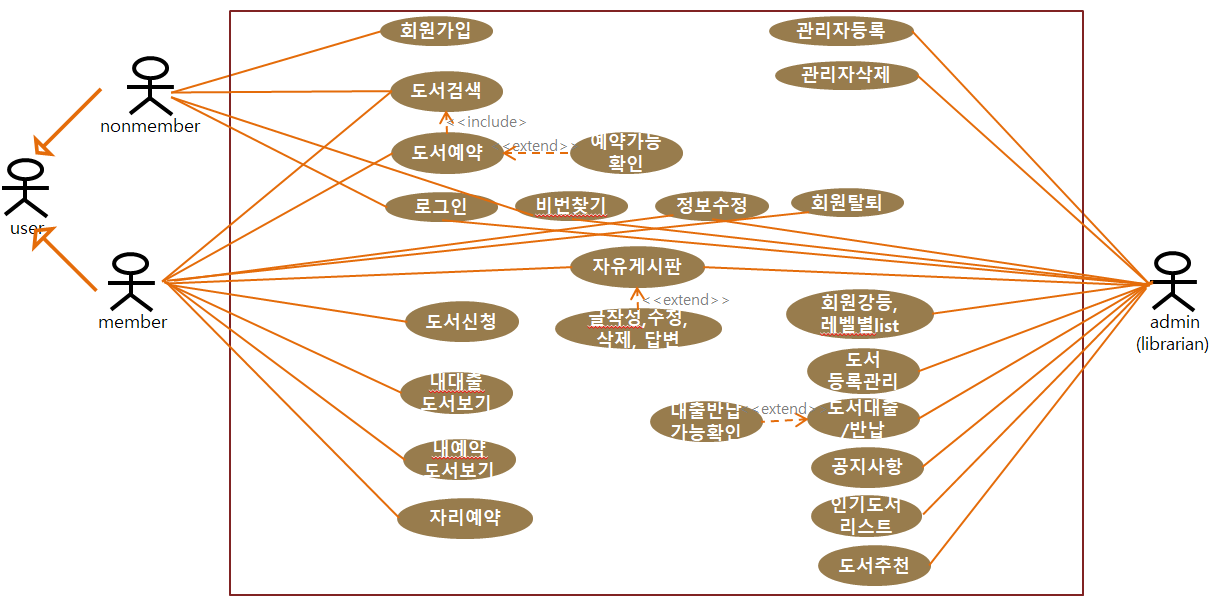 회원가입
관리자등록
관리자삭제
도서검색
nonmember
<<include>
도서예약
<extend>>
예약가능
확인
user
로그인
비번찾기
정보수정
회원탈퇴
자유게시판
member
<<extend>>
글작성,수정,
삭제, 답변
도서신청
회원강등,
레벨별list
admin
(librarian)
도서
등록관리
내대출
도서보기
대출반납
가능확인
<extend>
도서대출
/반납
내예약
도서보기
공지사항
자리예약
인기도서
리스트
도서추천